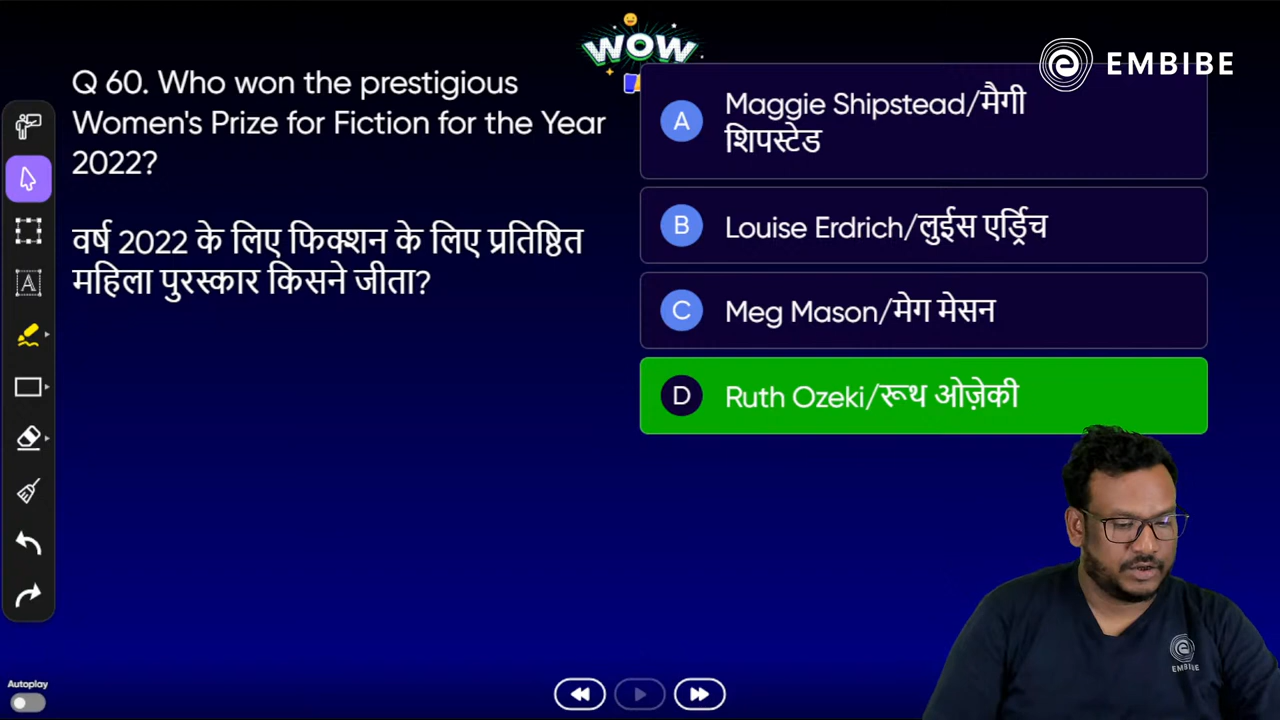 WOW
EMBIBE
Q 60. Who won the prestigious
Women's Prize for Fiction for the Year
2022?
वर्ष 2022 के लिए फिक्शन के लिए प्रतिष्ठित
महिला पुरस्कार किसने जीता?
A Maggie Shipstead/मैगी
शिपस्टेड
B Louise Erdrich/लुईस एर्ड्रिच
C Meg Mason/मेग मेसन
D Ruth Ozeki/रूथ ओज़ेकी
A
EMBIBE
Autoplay